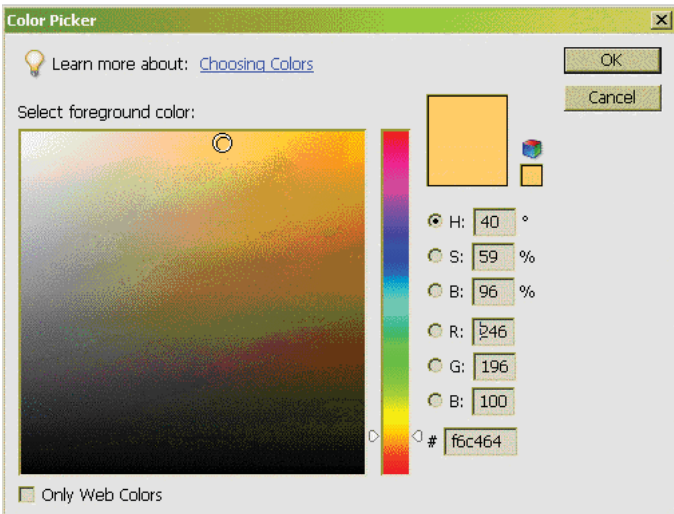 Color Picker
Learn more about: Choosing Colors
OK
Cancel
Select foreground color:
H: 40 °
S: 59 %
B: 96 %
R: 246
G: 196
B: 100
# f6c464
Only Web Colors